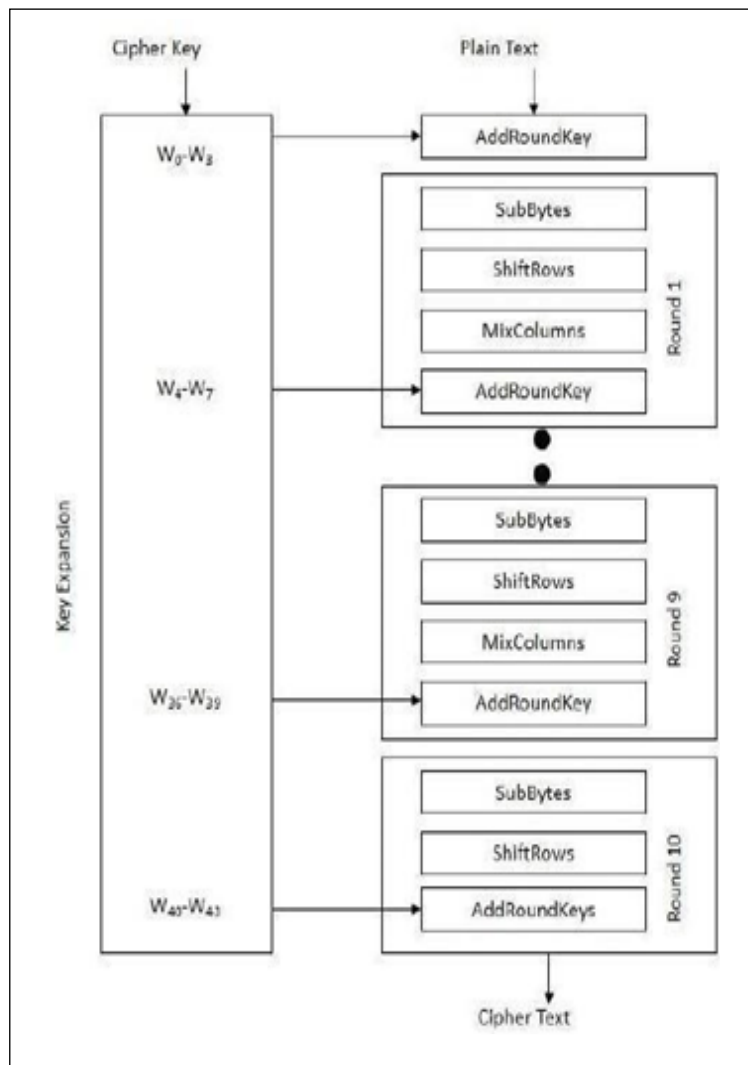 Cipher Key
Plain Text
W₀-W₃
AddRoundKey
SubBytes
ShiftRows
MixColumns
W₄-W₇
AddRoundKey
Round 1
Key Expansion
SubBytes
ShiftRows
MixColumns
W₃₆-W₃₉
AddRoundKey
Round 9
SubBytes
ShiftRows
W₄₀-W₄₃
AddRoundKeys
Round 10
Cipher Text